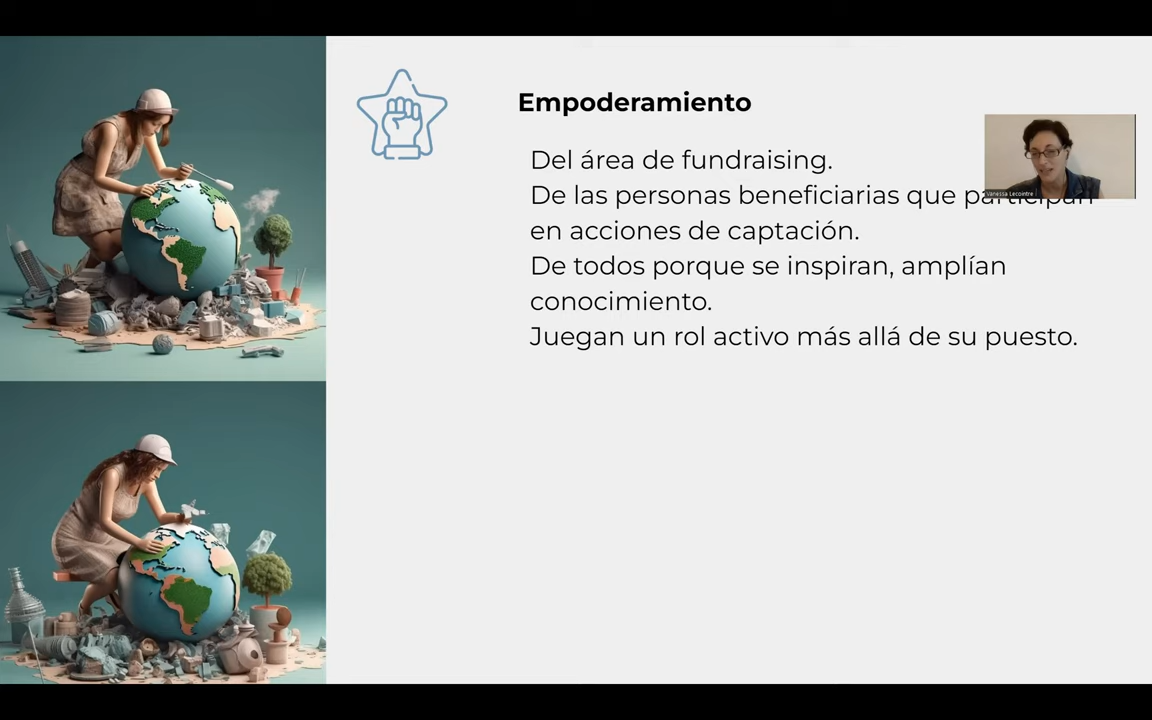 Empoderamiento
Del área de fundraising.
De las personas beneficiarias que participan
en acciones de captación.
De todos porque se inspiran, amplían
conocimiento.
Juegan un rol activo más allá de su puesto.
Vanessa Lecointre